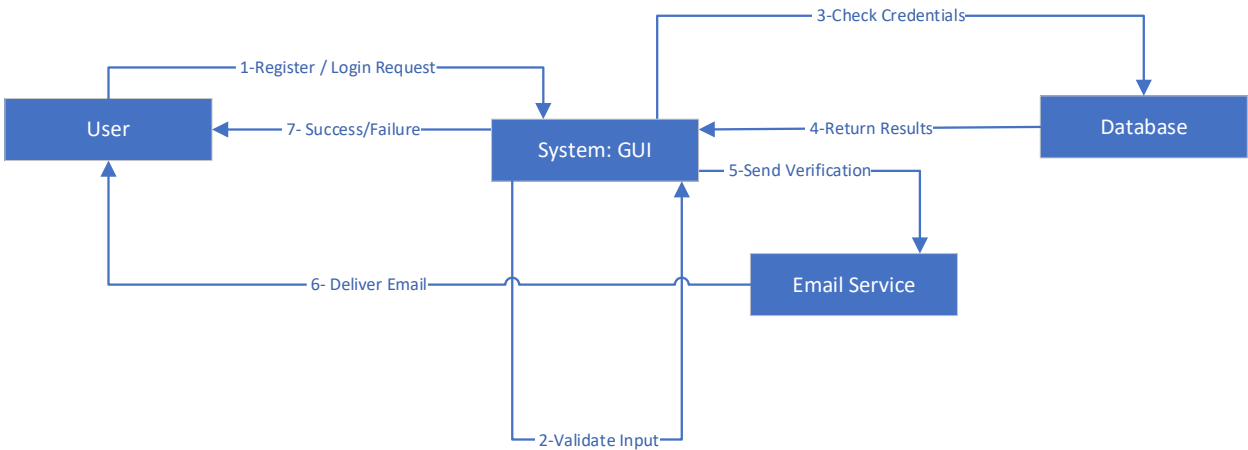 3-Check Credentials
1-Register / Login Request
User
7- Success/Failure
System: GUI
4-Return Results
Database
5-Send Verification
6- Deliver Email
Email Service
2-Validate Input